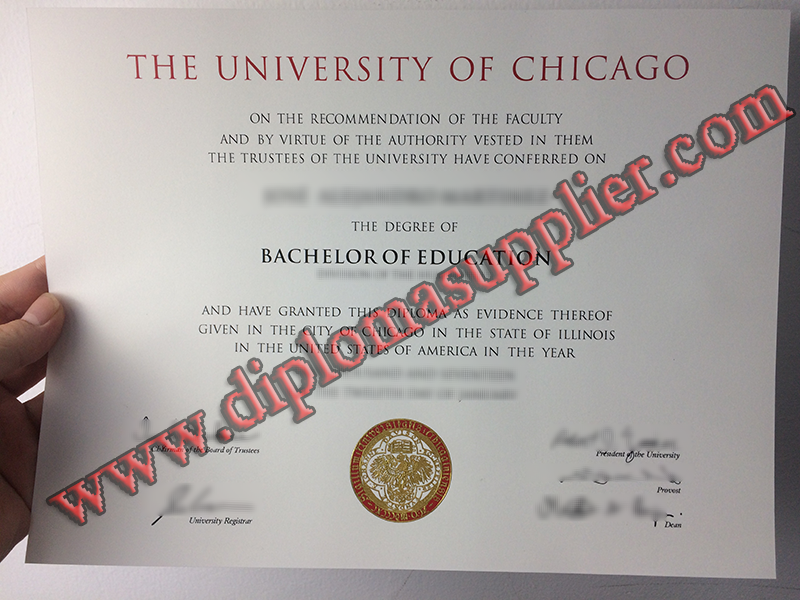 THE UNIVERSITY OF CHICAGO
ON THE RECOMMENDATION OF THE FACULTY
AND BY VIRTUE OF THE AUTHORITY VESTED IN THEM
THE TRUSTEES OF THE UNIVERSITY HAVE CONFERRED ON
THE DEGREE OF
BACHELOR OF EDUCATION
AND HAVE GRANTED THIS DIPLOMA AS EVIDENCE THEREOF
GIVEN IN THE CITY OF CHICAGO IN THE STATE OF ILLINOIS
IN THE UNITED STATES OF AMERICA IN THE YEAR
Chairman of the Board of Trustees
President of the University
Provost
University Registrar
Dean
www.diplomasupplier.com